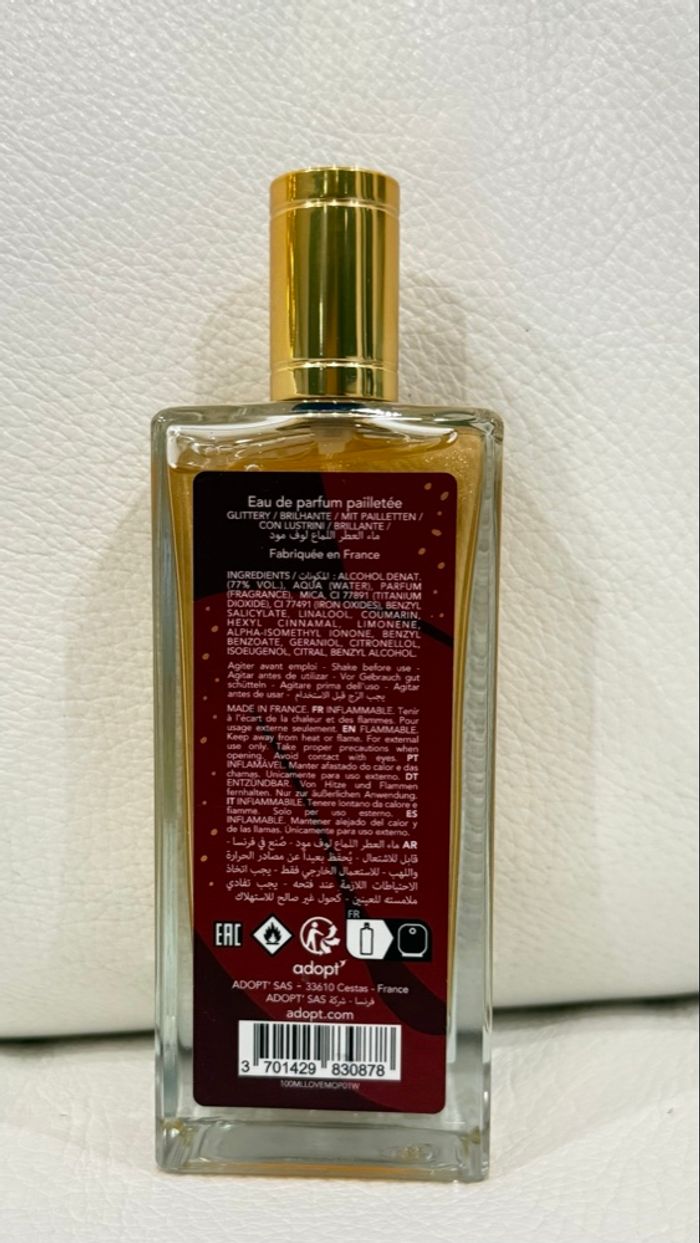 Eau de parfum pailletée
GLITTERY / BRILHANTE / MIT PAILLETTEN /
CON LUSTRINI / BRILLANTE /
ماء العطر اللماع لوف مود
Fabriquée en France
INGREDIENTS / المكونات : ALCOHOL DENAT.
(77% VOL.), AQUA (WATER), PARFUM
(FRAGRANCE), MICA, CI 77891 (TITANIUM
DIOXIDE), CI 77491 (IRON OXIDES), BENZYL
SALICYLATE, LINALOOL, COUMARIN,
HEXYL CINNAMAL, LIMONENE,
ALPHA-ISOMETHYL IONONE, BENZYL
BENZOATE, GERANIOL, CITRONELLOL,
ISOEUGENOL, CITRAL, BENZYL ALCOHOL.
Agiter avant emploi - Shake before use -
Agitar antes de utilizar - Vor Gebrauch gut
schütteln - Agitare prima dell'uso - Agitar
antes de usar - يجب الرّج قبل الاستخدام
MADE IN FRANCE. FR INFLAMMABLE. Tenir
à l'écart de la chaleur et des flammes. Pour
usage externe seulement. EN FLAMMABLE.
Keep away from heat or flame. For external
use only. Take proper precautions when
opening. Avoid contact with eyes. PT
INFLAMÁVEL. Manter afastado do calor e das
chamas. Unicamente para uso externo. DT
ENTZÜNDBAR. Von Hitze und Flammen
fernhalten. Nur zur äußerlichen Anwendung.
IT INFIAMMABILE. Tenere lontano da calore e
fiamme. Solo per uso esterno. ES
INFLAMABLE. Mantener alejado del calor y
de las llamas. Únicamente para uso externo.
AR ماء العطر اللماع لوف مود - صُنع في فرنسا -
قابل للاشتعال - يُحفظ بعيداً عن مصادر الحرارة
واللهب - للاستعمال الخارجي فقط - يجب اتخاذ
الاحتياطات اللازمة عند فتحه - يجب تفادي
ملامسته للعينين - كحول غير صالح للاستهلاك
FR
EAC
adopt'
ADOPT' SAS - 33610 Cestas - France
ADOPT' SAS فرنسا - شركة
adopt.com
3 701429 830878
100MLLOVEMOP01W